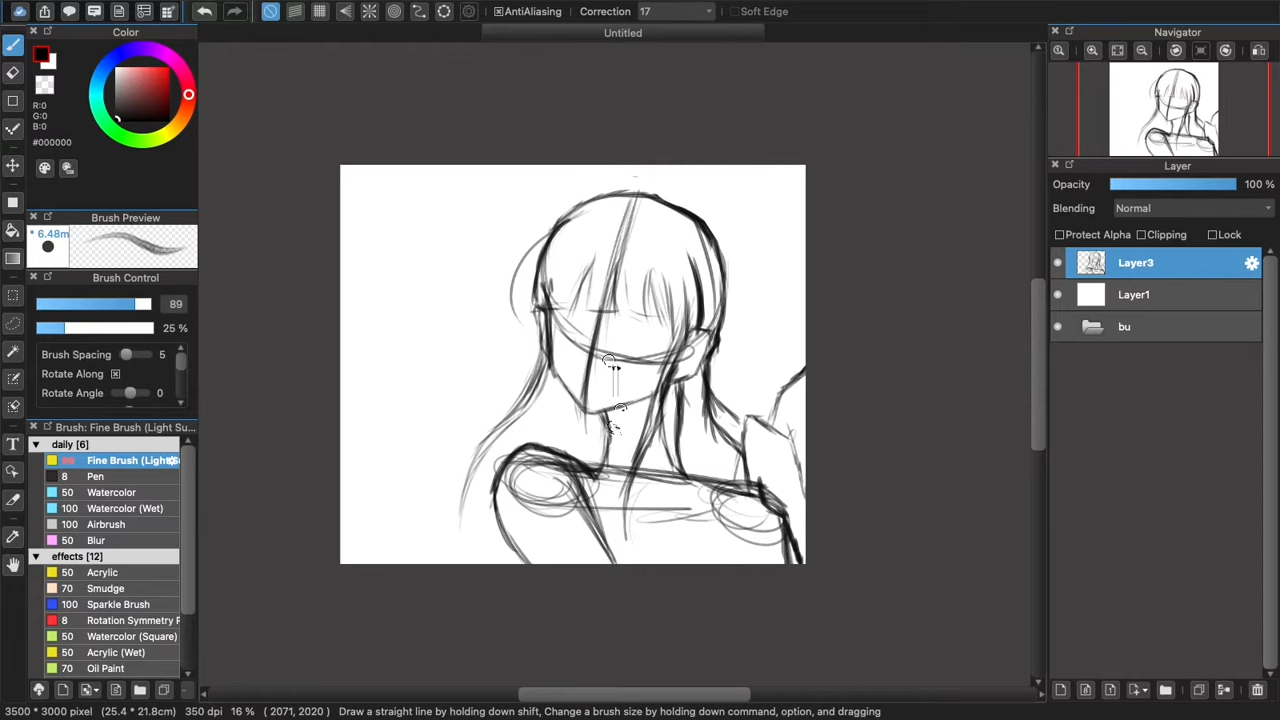 AntiAliasing Correction 17 Soft Edge
Untitled
Color
R:0
G:0
B:0
#000000
Brush Preview
* 6.48m
Brush Control
89
25 %
Brush Spacing 5
Rotate Along
Rotate Angle 0
Brush: Fine Brush (Light Su...
daily [6]
Fine Brush (Light
8 Pen
50 Watercolor
100 Watercolor (Wet)
100 Airbrush
50 Blur
effects [12]
50 Acrylic
70 Smudge
100 Sparkle Brush
8 Rotation Symmetry
50 Watercolor (Square)
50 Acrylic (Wet)
70 Oil Paint
Navigator
Layer
Opacity 100 %
Blending Normal
Protect Alpha Clipping Lock
Layer3
Layer1
bu
3500 * 3000 pixel (25.4 * 21.8cm) 350 dpi 16 % ( 2071, 2020 ) Draw a straight line by holding down shift, Change a brush size by holding down command, option, and dragging